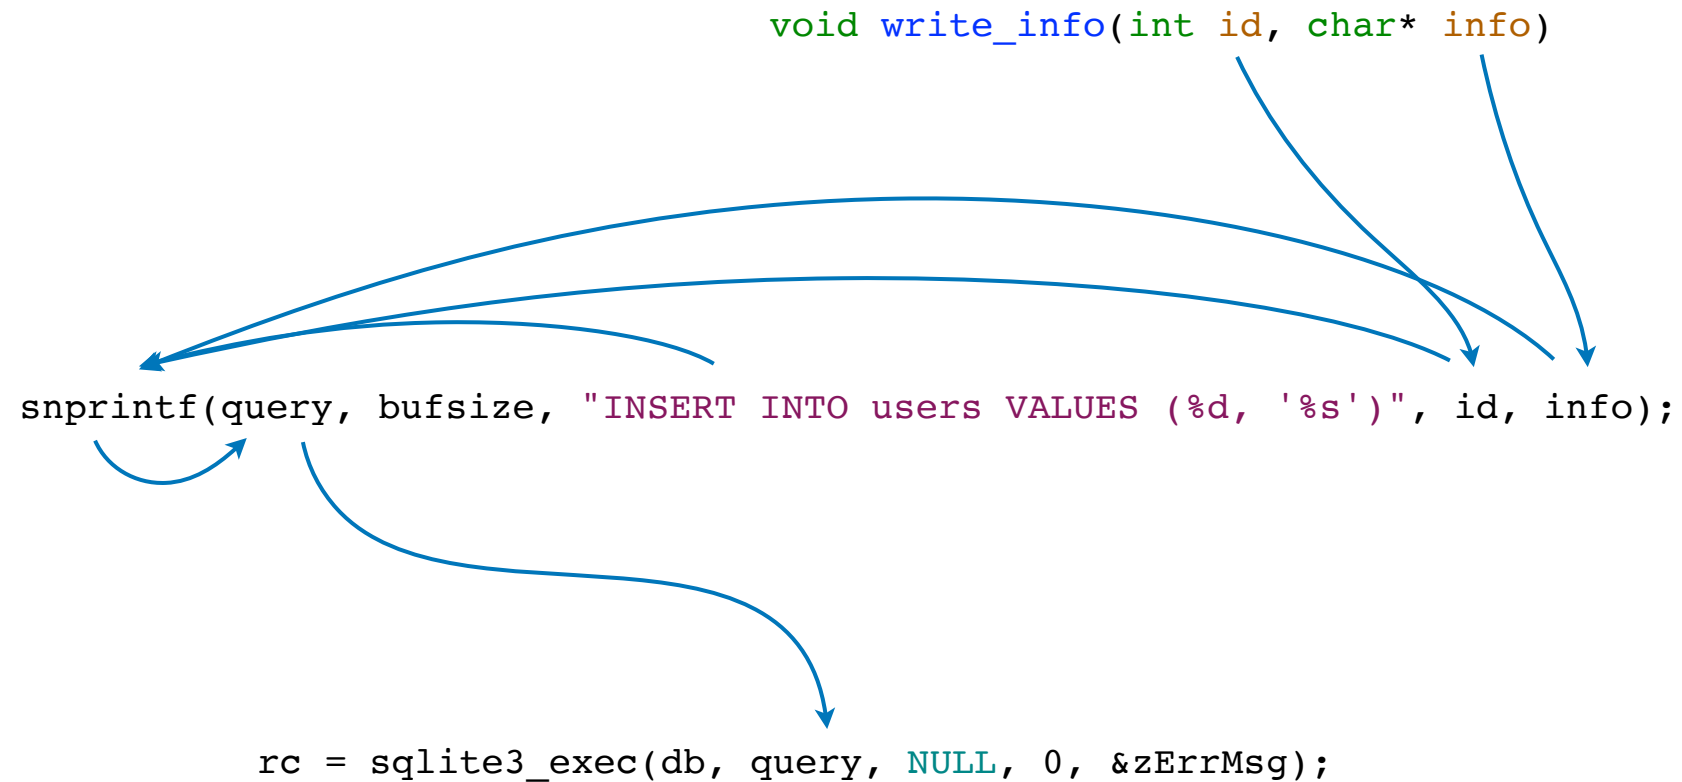 void write_info(int id, char* info)
snprintf(query, bufsize, "INSERT INTO users VALUES (%d, '%s')", id, info);
rc = sqlite3_exec(db, query, NULL, 0, &zErrMsg);